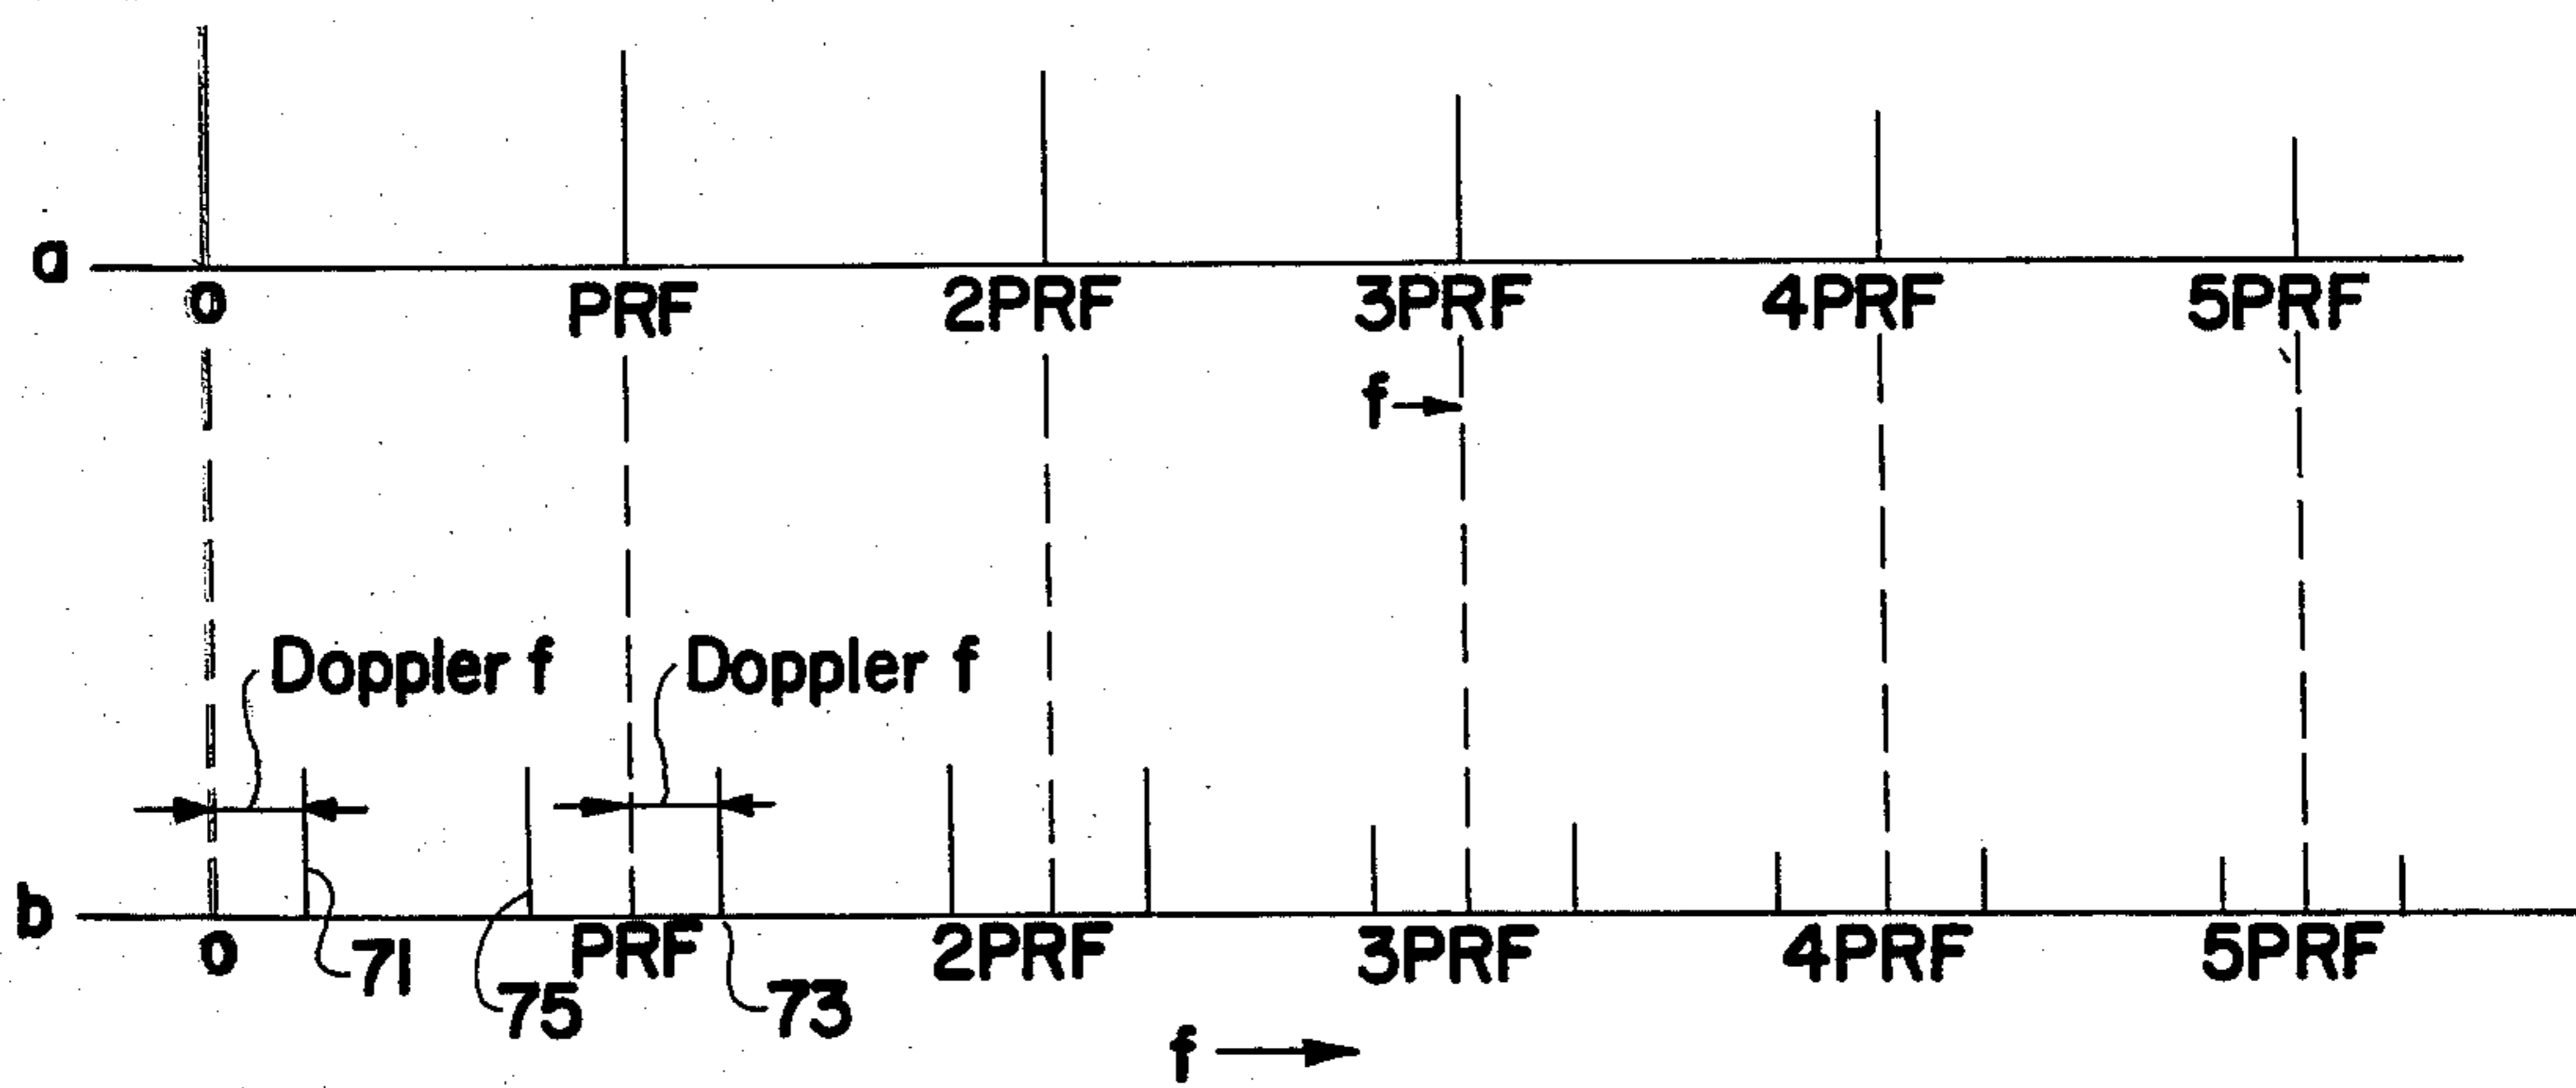 a
0 PRF 2PRF 3PRF 4PRF 5PRF
f
Doppler f Doppler f
b
0 PRF 2PRF 3PRF 4PRF 5PRF
71 75 73
f